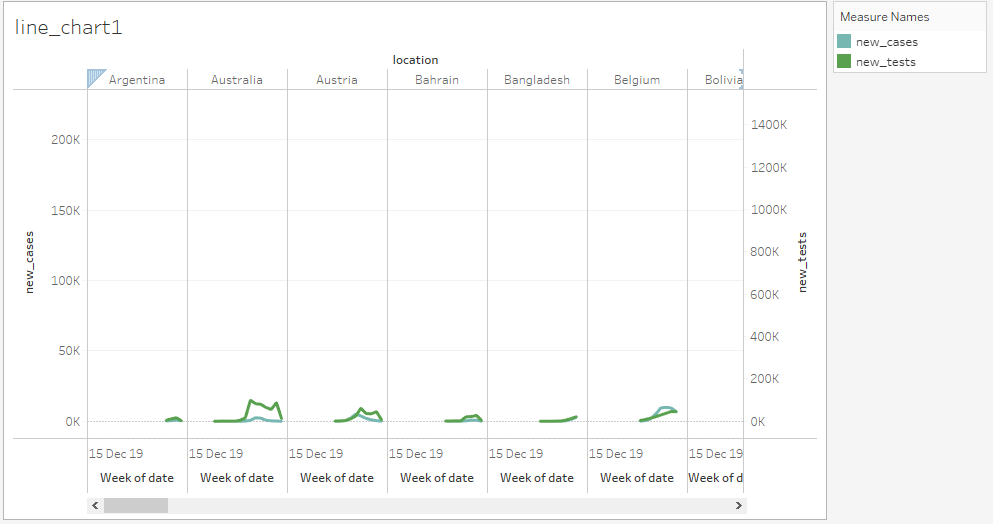 line_chart1
Measure Names
new_cases
new_tests
location
Argentina Australia Austria Bahrain Bangladesh Belgium Bolivia
200K
150K
100K
50K
0K
new_cases
1400K
1200K
1000K
800K
600K
400K
200K
0K
new_tests
15 Dec 19 15 Dec 19 15 Dec 19 15 Dec 19 15 Dec 19 15 Dec 19 15 Dec 19
Week of date Week of date Week of date Week of date Week of date Week of date Week of d